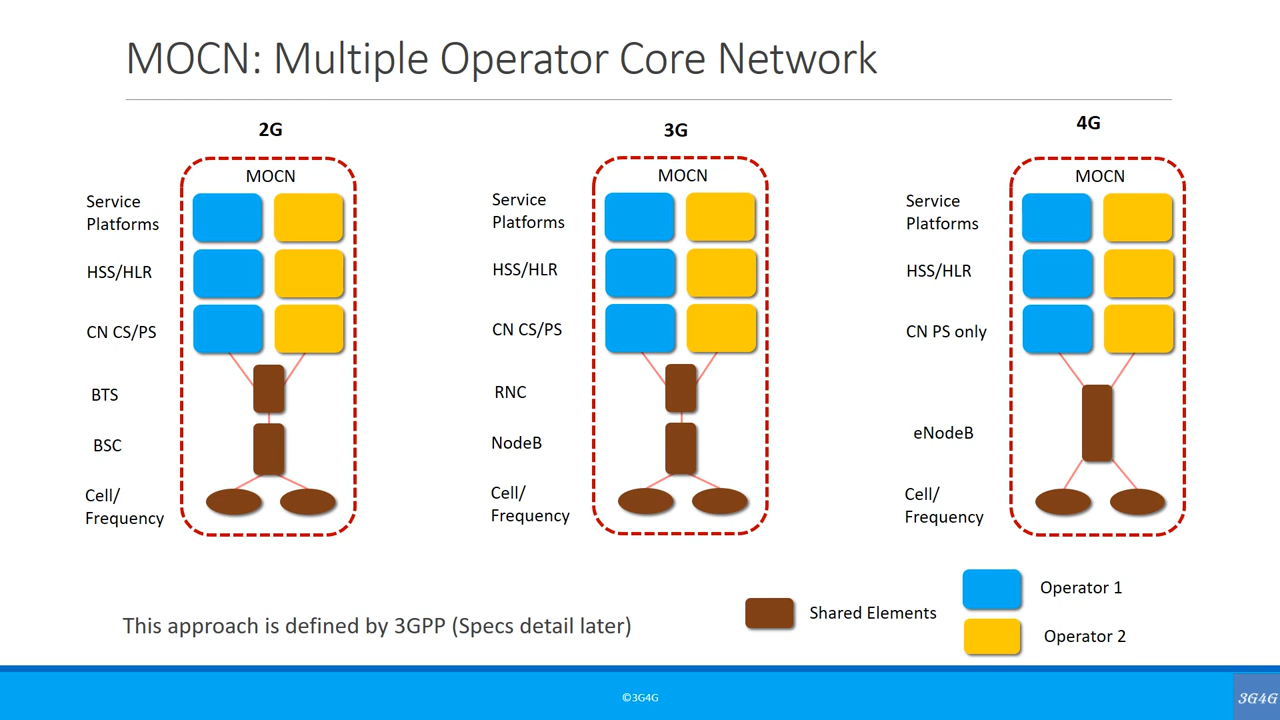 MOCN: Multiple Operator Core Network
2G
MOCN
Service
Platforms
HSS/HLR
CN CS/PS
BTS
BSC
Cell/
Frequency
3G
MOCN
Service
Platforms
HSS/HLR
CN CS/PS
RNC
NodeB
Cell/
Frequency
4G
MOCN
Service
Platforms
HSS/HLR
CN PS only
eNodeB
Cell/
Frequency
This approach is defined by 3GPP (Specs detail later)
Shared Elements
Operator 1
Operator 2
©3G4G
3G4G